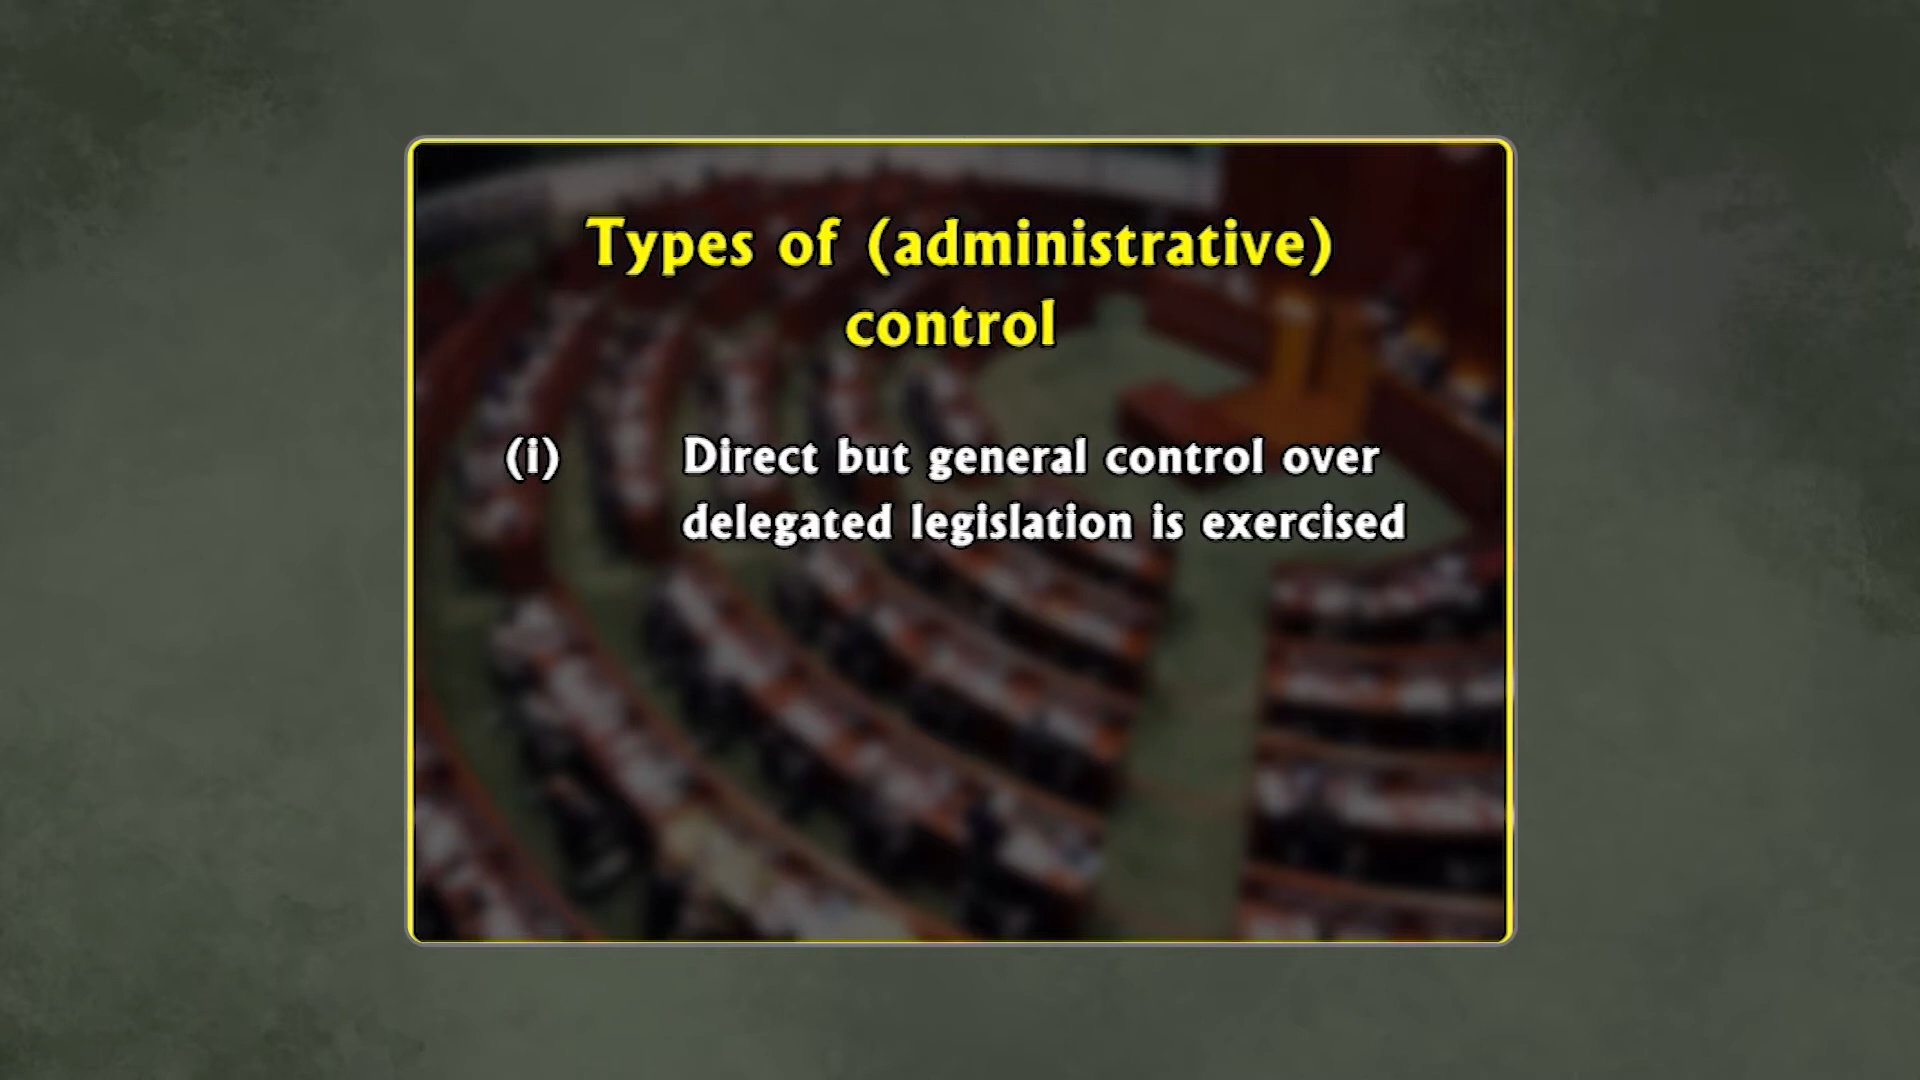 Types of (administrative)
control
(i) Direct but general control over
delegated legislation is exercised